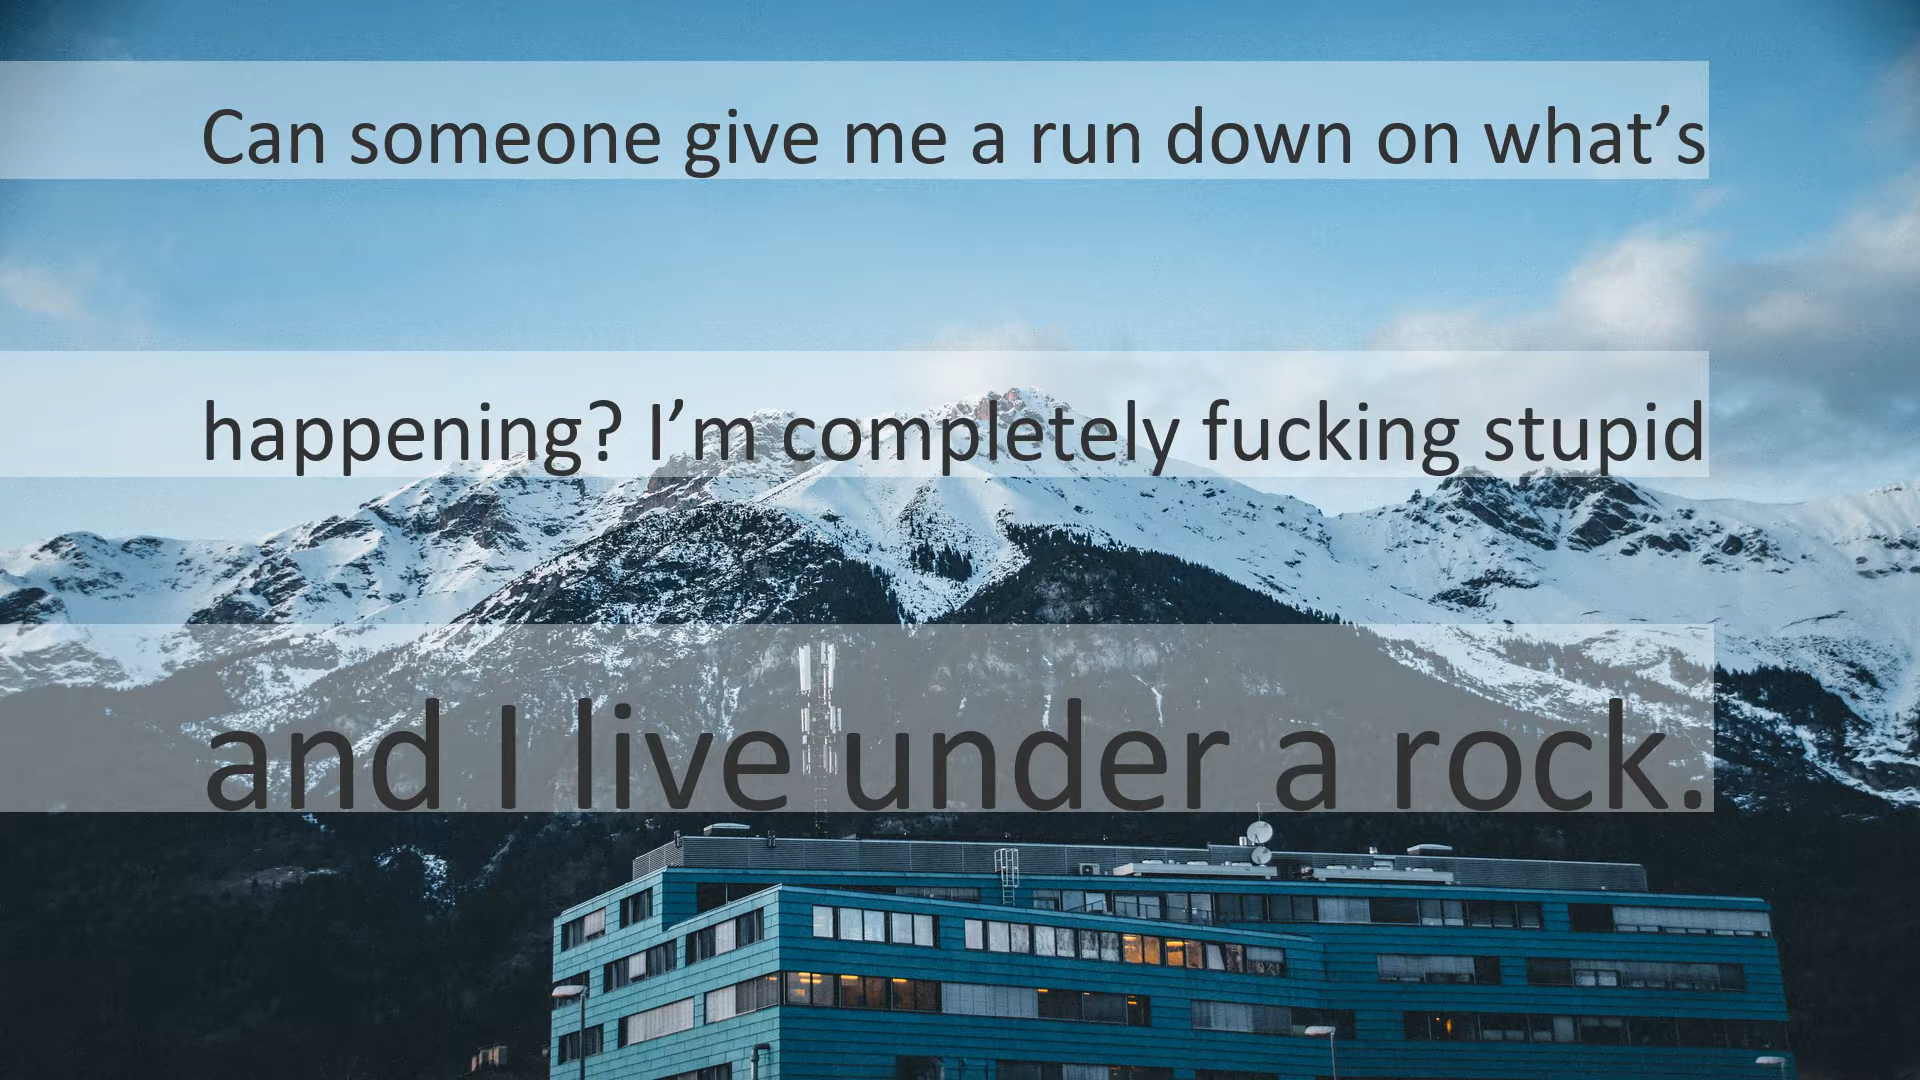 Can someone give me a run down on what’s
happening? I’m completely fucking stupid
and I live under a rock.